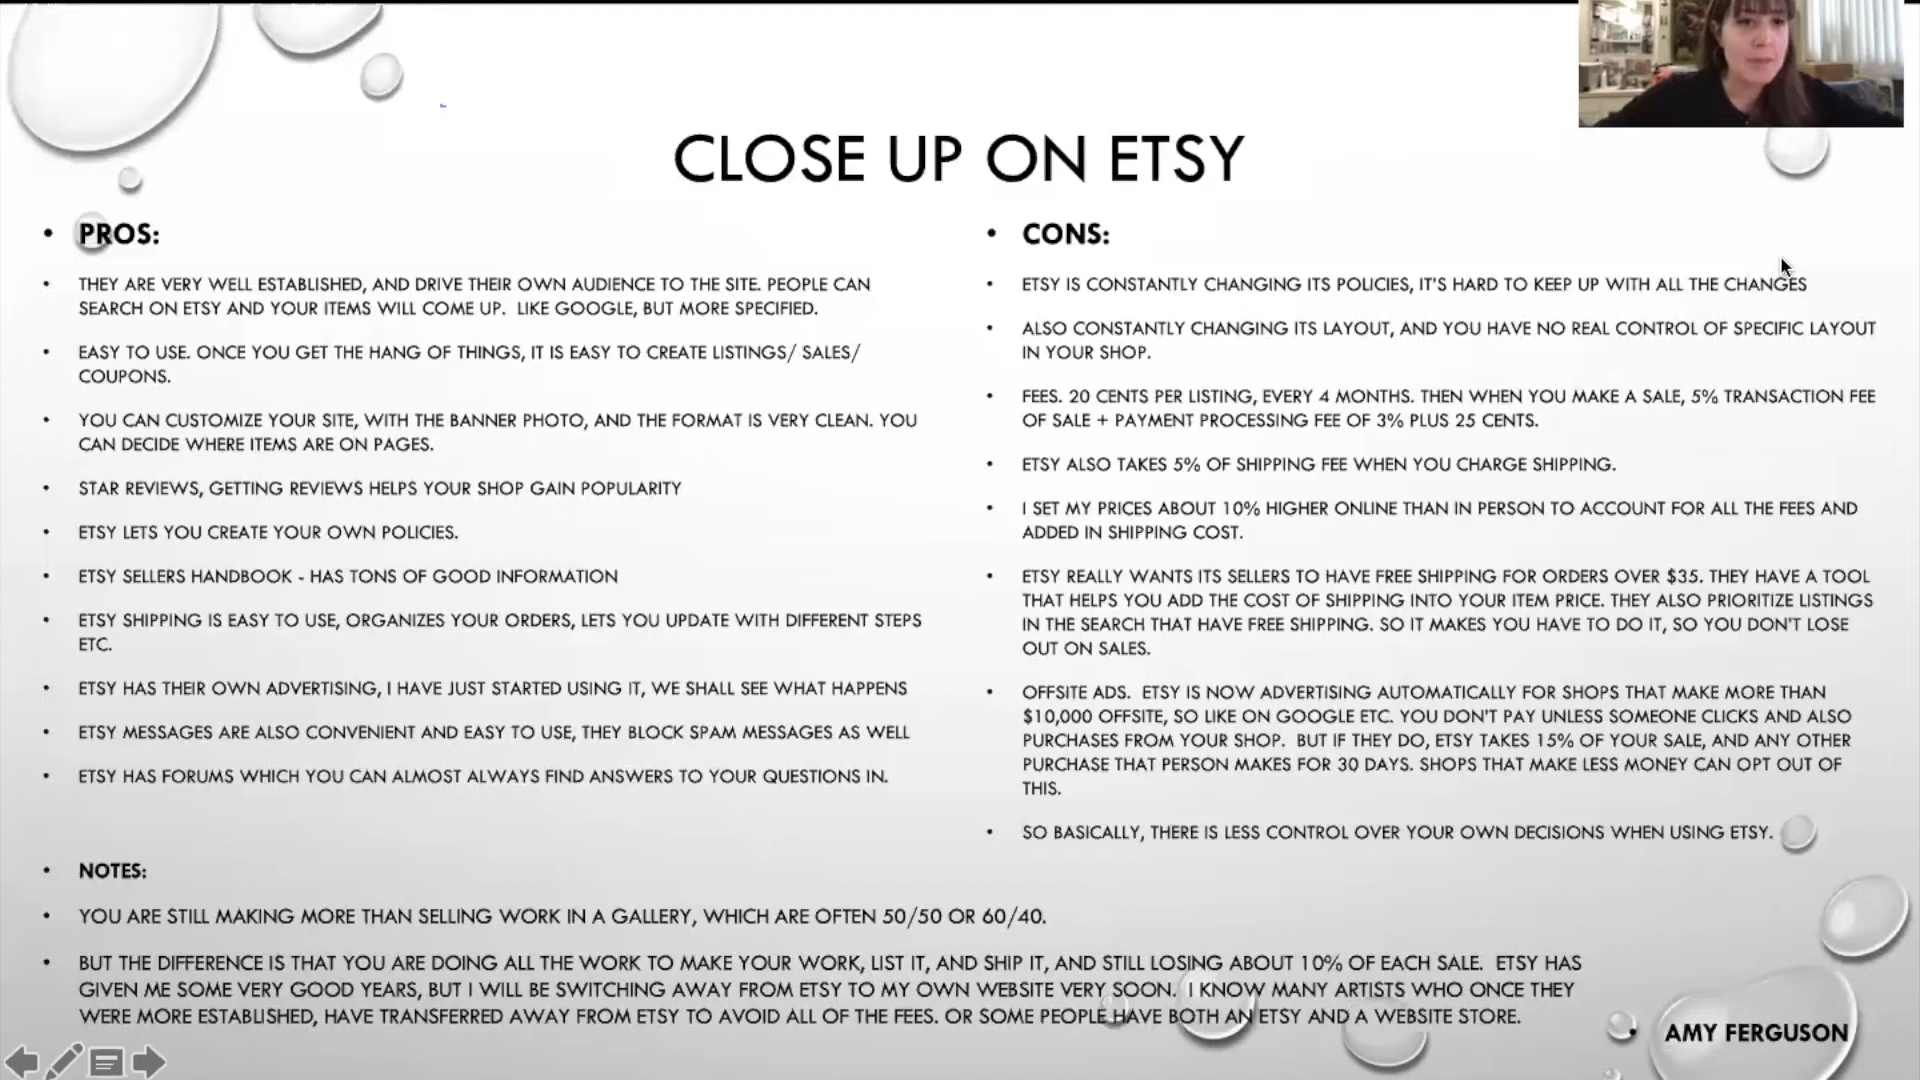 CLOSE UP ON ETSY
• PROS:
• THEY ARE VERY WELL ESTABLISHED, AND DRIVE THEIR OWN AUDIENCE TO THE SITE. PEOPLE CAN
SEARCH ON ETSY AND YOUR ITEMS WILL COME UP. LIKE GOOGLE, BUT MORE SPECIFIED.
• EASY TO USE. ONCE YOU GET THE HANG OF THINGS, IT IS EASY TO CREATE LISTINGS/ SALES/
COUPONS.
• YOU CAN CUSTOMIZE YOUR SITE, WITH THE BANNER PHOTO, AND THE FORMAT IS VERY CLEAN. YOU
CAN DECIDE WHERE ITEMS ARE ON PAGES.
• STAR REVIEWS, GETTING REVIEWS HELPS YOUR SHOP GAIN POPULARITY
• ETSY LETS YOU CREATE YOUR OWN POLICIES.
• ETSY SELLERS HANDBOOK - HAS TONS OF GOOD INFORMATION
• ETSY SHIPPING IS EASY TO USE, ORGANIZES YOUR ORDERS, LETS YOU UPDATE WITH DIFFERENT STEPS
ETC.
• ETSY HAS THEIR OWN ADVERTISING, I HAVE JUST STARTED USING IT, WE SHALL SEE WHAT HAPPENS
• ETSY MESSAGES ARE ALSO CONVENIENT AND EASY TO USE, THEY BLOCK SPAM MESSAGES AS WELL
• ETSY HAS FORUMS WHICH YOU CAN ALMOST ALWAYS FIND ANSWERS TO YOUR QUESTIONS IN.
• CONS:
• ETSY IS CONSTANTLY CHANGING ITS POLICIES, IT'S HARD TO KEEP UP WITH ALL THE CHANGES
• ALSO CONSTANTLY CHANGING ITS LAYOUT, AND YOU HAVE NO REAL CONTROL OF SPECIFIC LAYOUT
IN YOUR SHOP.
• FEES. 20 CENTS PER LISTING, EVERY 4 MONTHS. THEN WHEN YOU MAKE A SALE, 5% TRANSACTION FEE
OF SALE + PAYMENT PROCESSING FEE OF 3% PLUS 25 CENTS.
• ETSY ALSO TAKES 5% OF SHIPPING FEE WHEN YOU CHARGE SHIPPING.
• I SET MY PRICES ABOUT 10% HIGHER ONLINE THAN IN PERSON TO ACCOUNT FOR ALL THE FEES AND
ADDED IN SHIPPING COST.
• ETSY REALLY WANTS ITS SELLERS TO HAVE FREE SHIPPING FOR ORDERS OVER $35. THEY HAVE A TOOL
THAT HELPS YOU ADD THE COST OF SHIPPING INTO YOUR ITEM PRICE. THEY ALSO PRIORITIZE LISTINGS
IN THE SEARCH THAT HAVE FREE SHIPPING. SO IT MAKES YOU HAVE TO DO IT, SO YOU DON'T LOSE
OUT ON SALES.
• OFFSITE ADS. ETSY IS NOW ADVERTISING AUTOMATICALLY FOR SHOPS THAT MAKE MORE THAN
$10,000 OFFSITE, SO LIKE ON GOOGLE ETC. YOU DON'T PAY UNLESS SOMEONE CLICKS AND ALSO
PURCHASES FROM YOUR SHOP. BUT IF THEY DO, ETSY TAKES 15% OF YOUR SALE, AND ANY OTHER
PURCHASE THAT PERSON MAKES FOR 30 DAYS. SHOPS THAT MAKE LESS MONEY CAN OPT OUT OF
THIS.
• SO BASICALLY, THERE IS LESS CONTROL OVER YOUR OWN DECISIONS WHEN USING ETSY.
• NOTES:
• YOU ARE STILL MAKING MORE THAN SELLING WORK IN A GALLERY, WHICH ARE OFTEN 50/50 OR 60/40.
• BUT THE DIFFERENCE IS THAT YOU ARE DOING ALL THE WORK TO MAKE YOUR WORK, LIST IT, AND SHIP IT, AND STILL LOSING ABOUT 10% OF EACH SALE. ETSY HAS
GIVEN ME SOME VERY GOOD YEARS, BUT I WILL BE SWITCHING AWAY FROM ETSY TO MY OWN WEBSITE VERY SOON. I KNOW MANY ARTISTS WHO ONCE THEY
WERE MORE ESTABLISHED, HAVE TRANSFERRED AWAY FROM ETSY TO AVOID ALL OF THE FEES. OR SOME PEOPLE HAVE BOTH AN ETSY AND A WEBSITE STORE.
• AMY FERGUSON